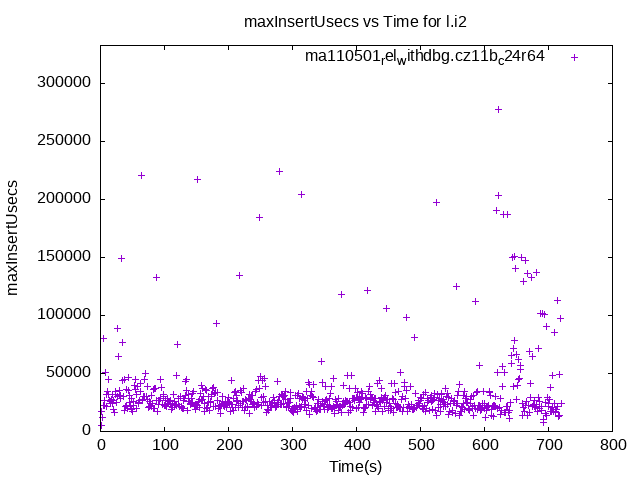 maxInsertUsecs vs Time for l.i2
ma110501_rel_withdbg.cz11b_c24r64
300000
250000
200000
150000
100000
50000
0
maxInsertUsecs
0 100 200 300 400 500 600 700 800
Time(s)